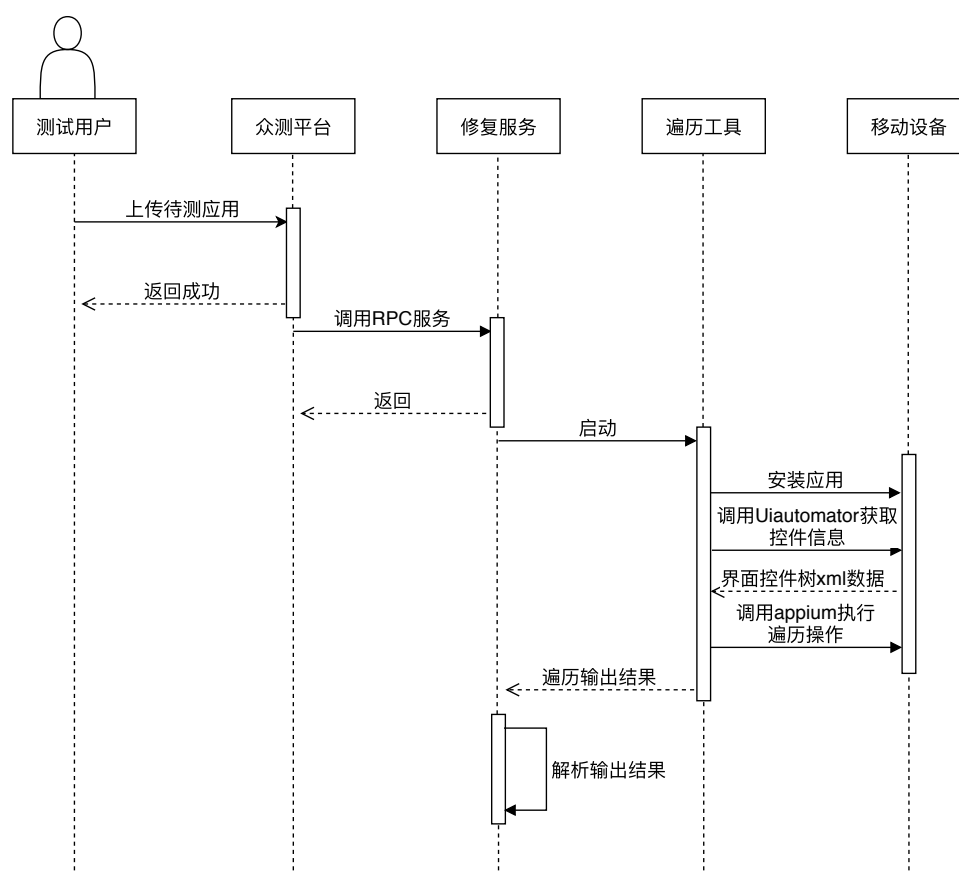 测试用户
众测平台
修复服务
遍历工具
移动设备
上传待测应用
返回成功
调用RPC服务
返回
启动
安装应用
调用Uiautomator获取
控件信息
界面控件树xml数据
调用appium执行
遍历操作
遍历输出结果
解析输出结果